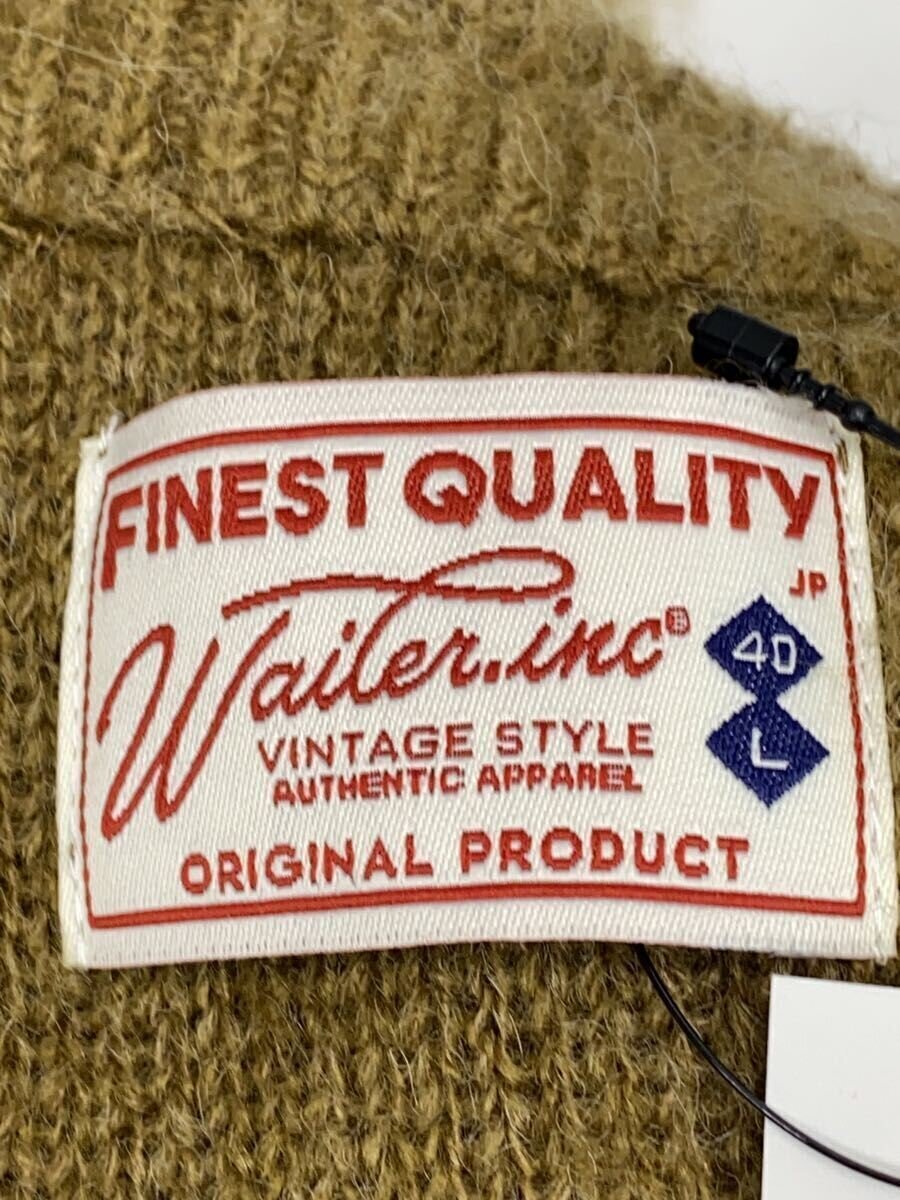 FINEST QUALITY
Wailer.inc®
JP
40
L
VINTAGE STYLE
AUTHENTIC APPAREL
ORIGINAL PRODUCT